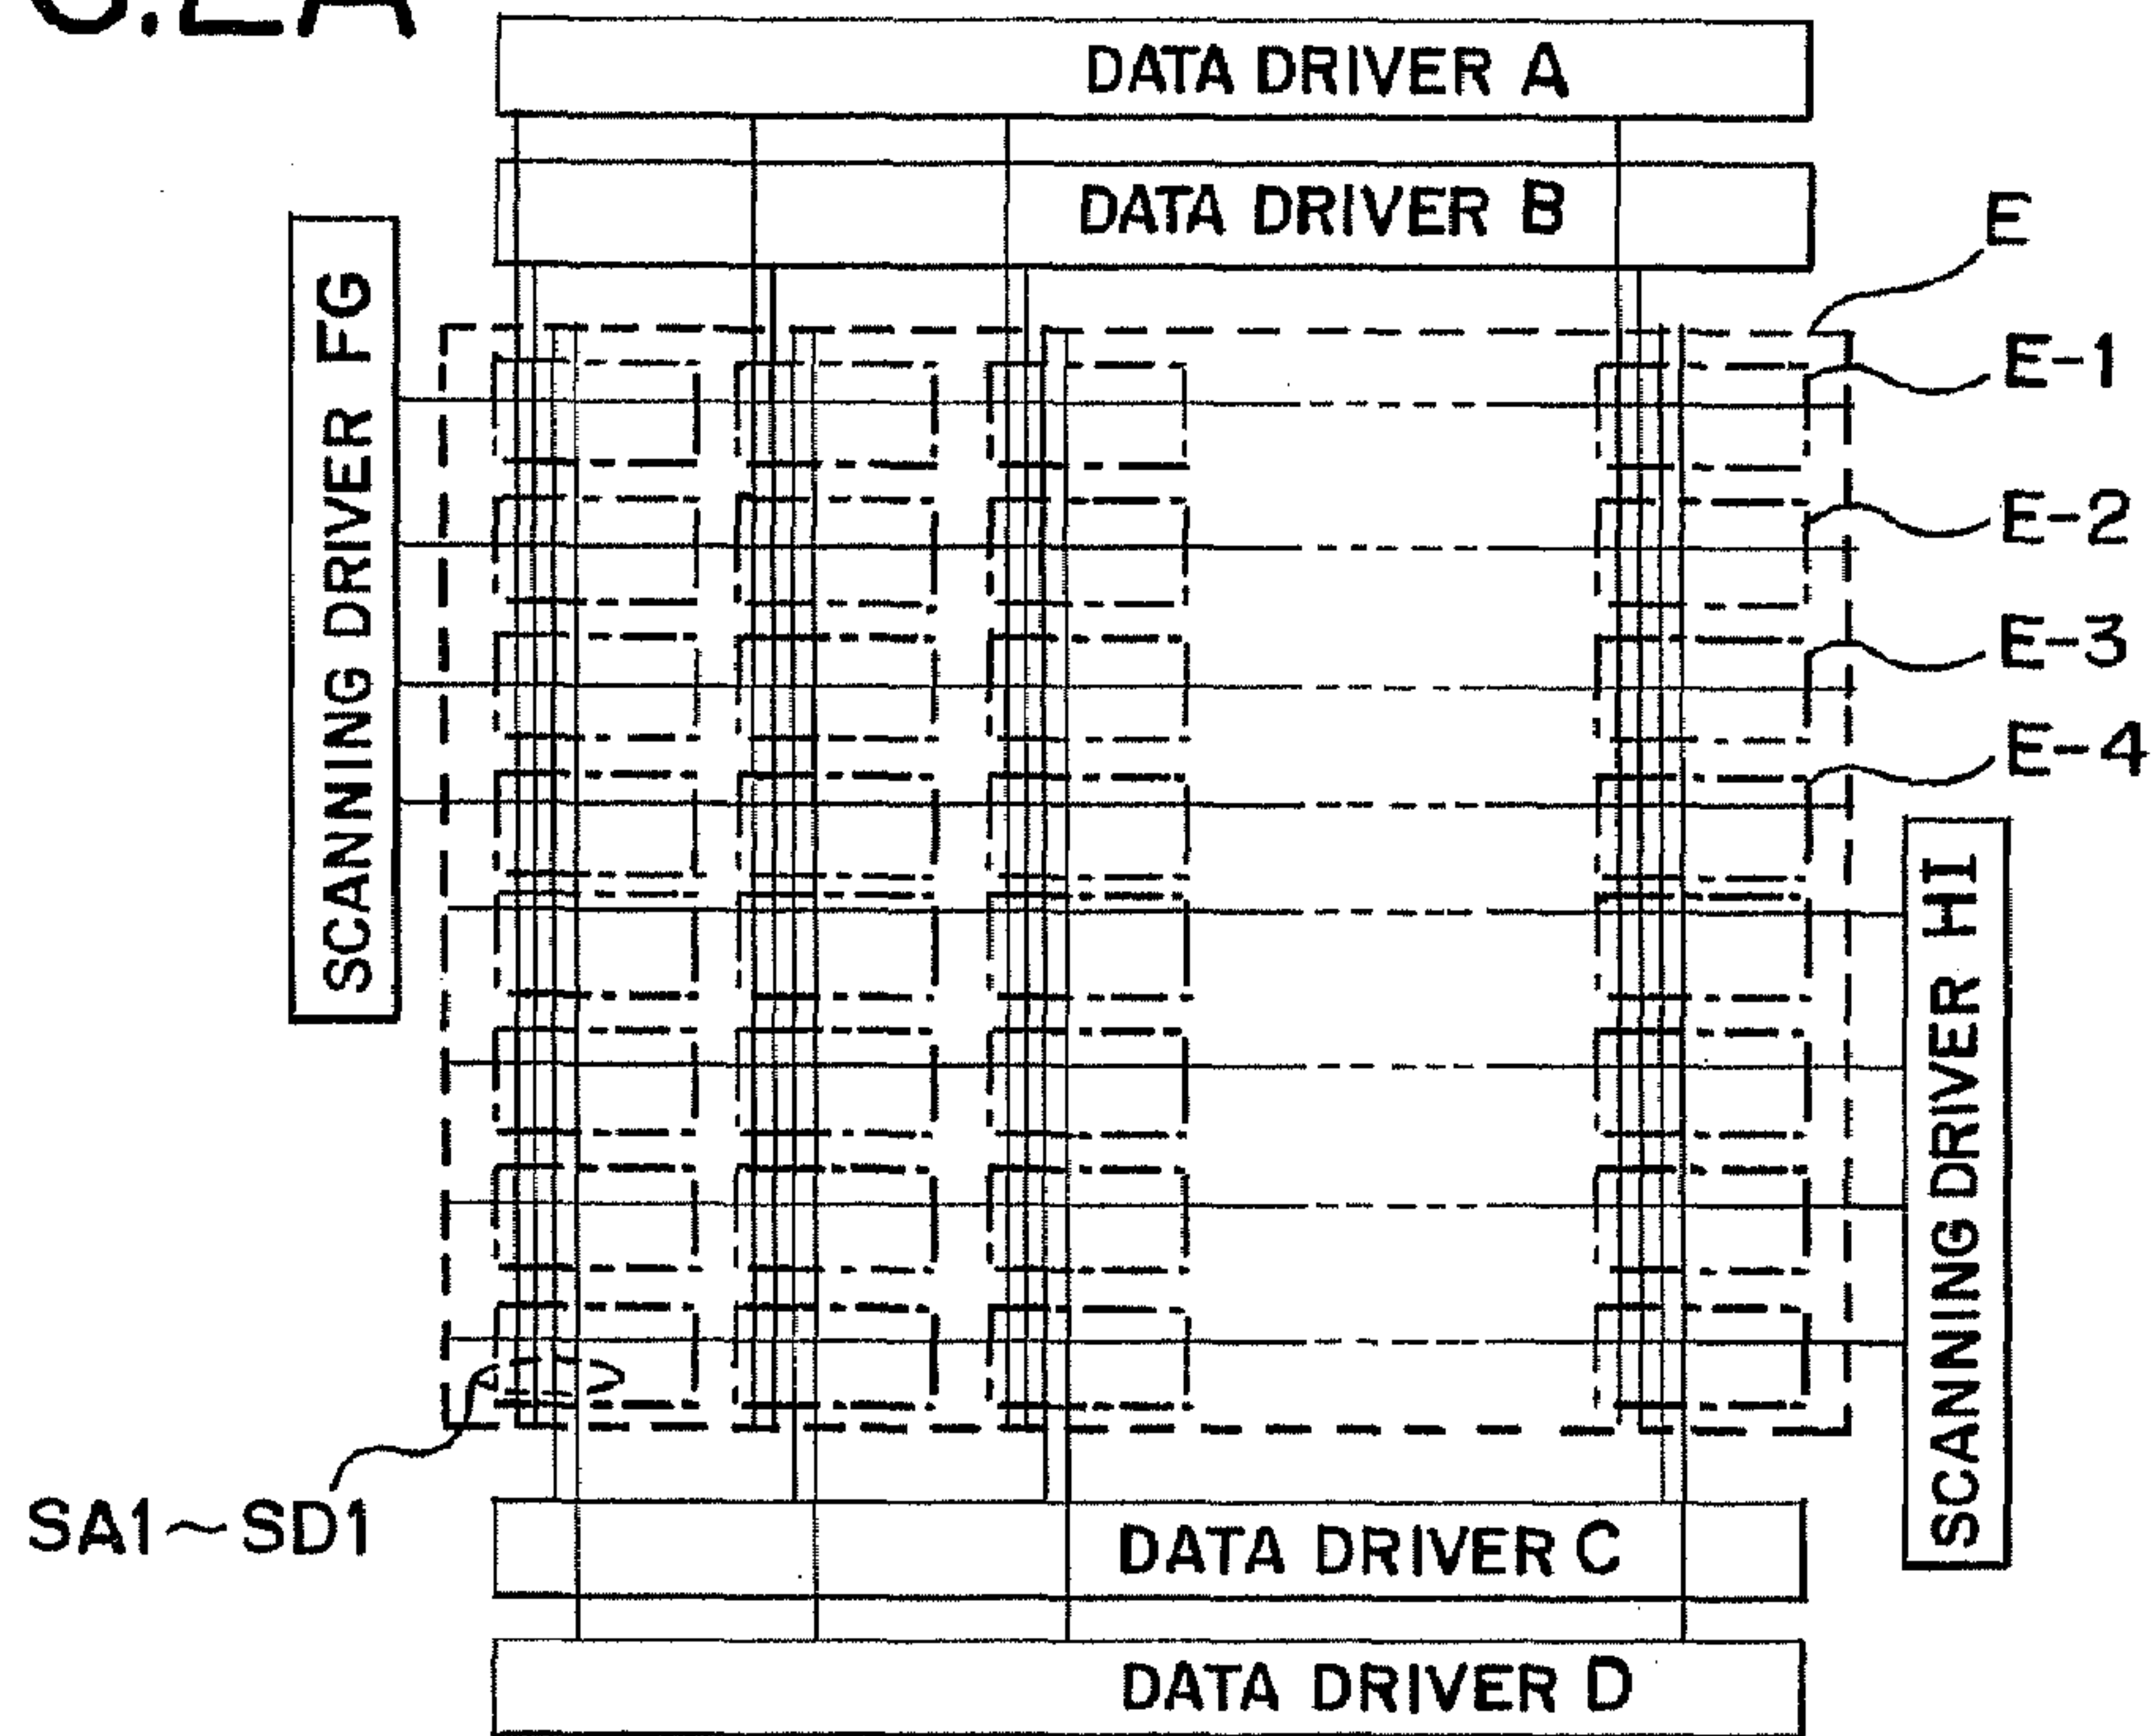 DATA DRIVER A
DATA DRIVER B
SCANNING DRIVER FG
E
E-1
E-2
E-3
E-4
SCANNING DRIVER HI
SA1~SD1
DATA DRIVER C
DATA DRIVER D